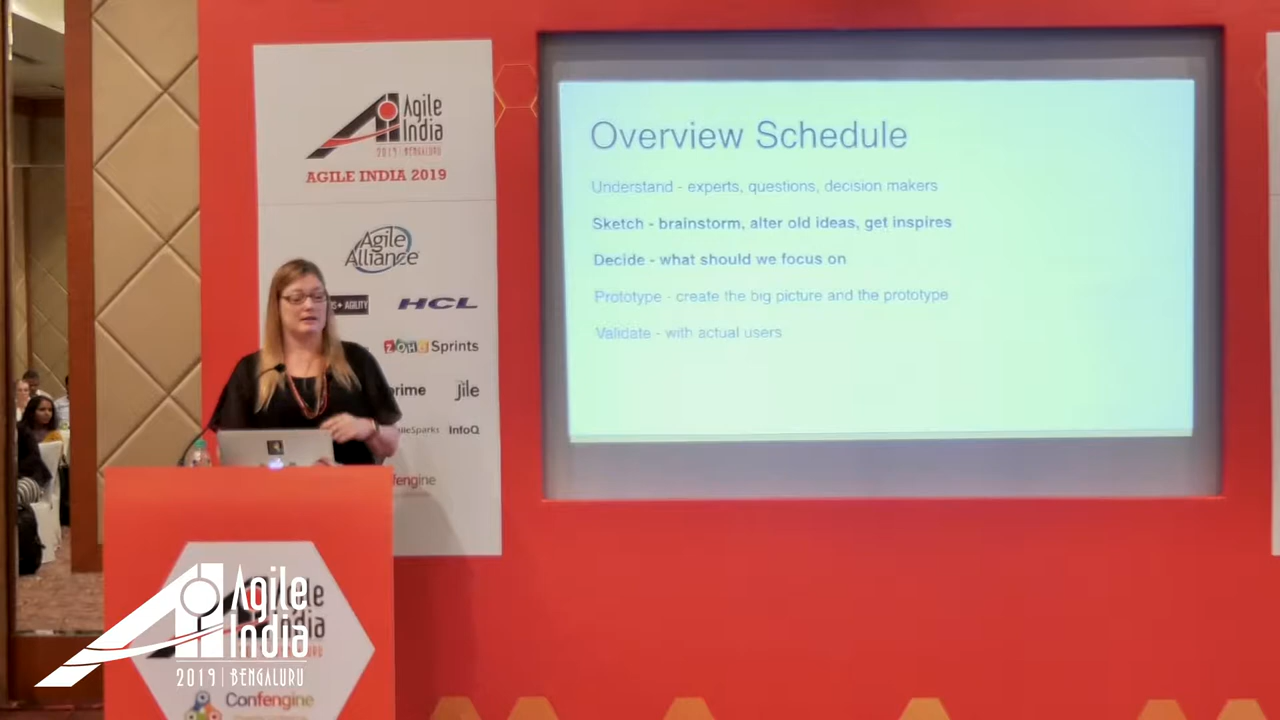 Agile
India
2019 | BENGALURU
AGILE INDIA 2019
Agile
Alliance
+ AGILITY
HCL
ZOHO Sprints
Jile
InfoQ
Overview Schedule
Understand - experts, questions, decision makers
Sketch - brainstorm, alter old ideas, get inspires
Decide - what should we focus on
Prototype - create the big picture and the prototype
Validate - with actual users
Agile
India
2019 | BENGALURU
Confengine